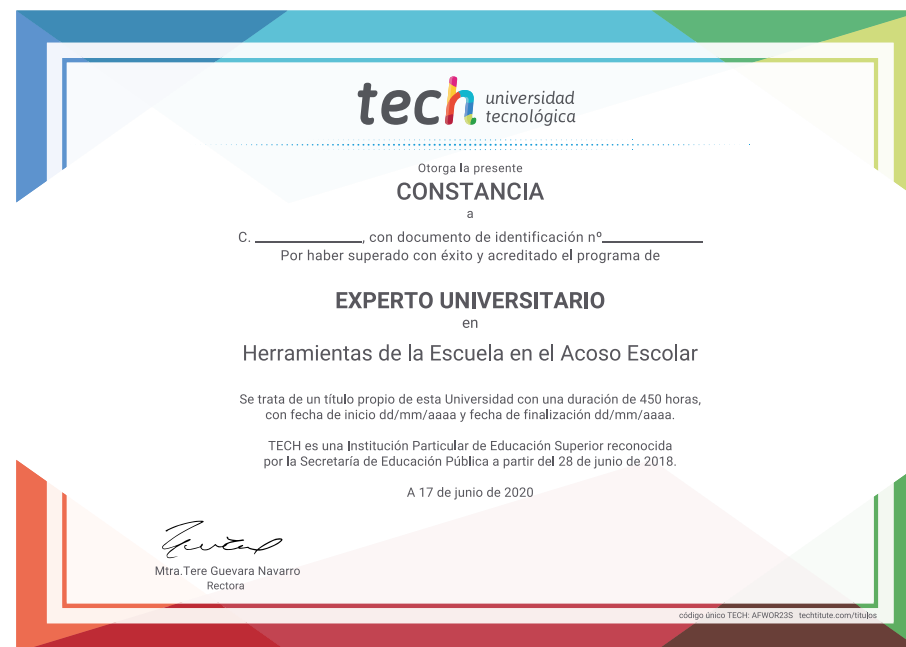 tech universidad
tecnológica
Otorga la presente
CONSTANCIA
a
C. ____________, con documento de identificación nº____________
Por haber superado con éxito y acreditado el programa de
EXPERTO UNIVERSITARIO
en
Herramientas de la Escuela en el Acoso Escolar
Se trata de un título propio de esta Universidad con una duración de 450 horas,
con fecha de inicio dd/mm/aaaa y fecha de finalización dd/mm/aaaa.
TECH es una Institución Particular de Educación Superior reconocida
por la Secretaría de Educación Pública a partir del 28 de junio de 2018.
A 17 de junio de 2020
Mtra.Tere Guevara Navarro
Rectora
código único TECH: AFWOR23S techtitute.com/titulos